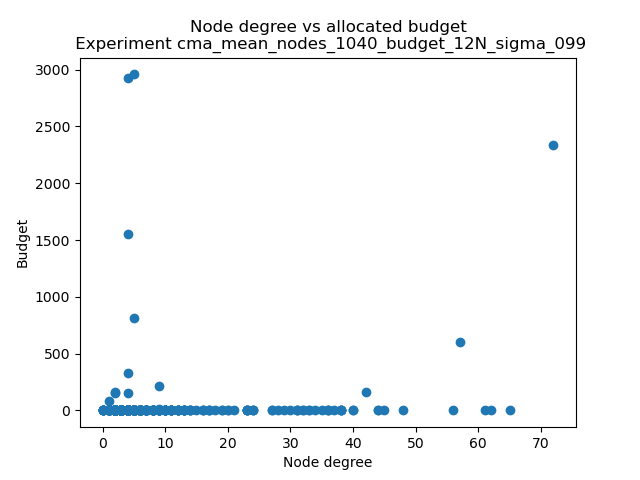 Node degree vs allocated budget
Experiment cma_mean_nodes_1040_budget_12N_sigma_099
3000
2500
2000
1500
1000
500
0
Budget
0 10 20 30 40 50 60 70
Node degree